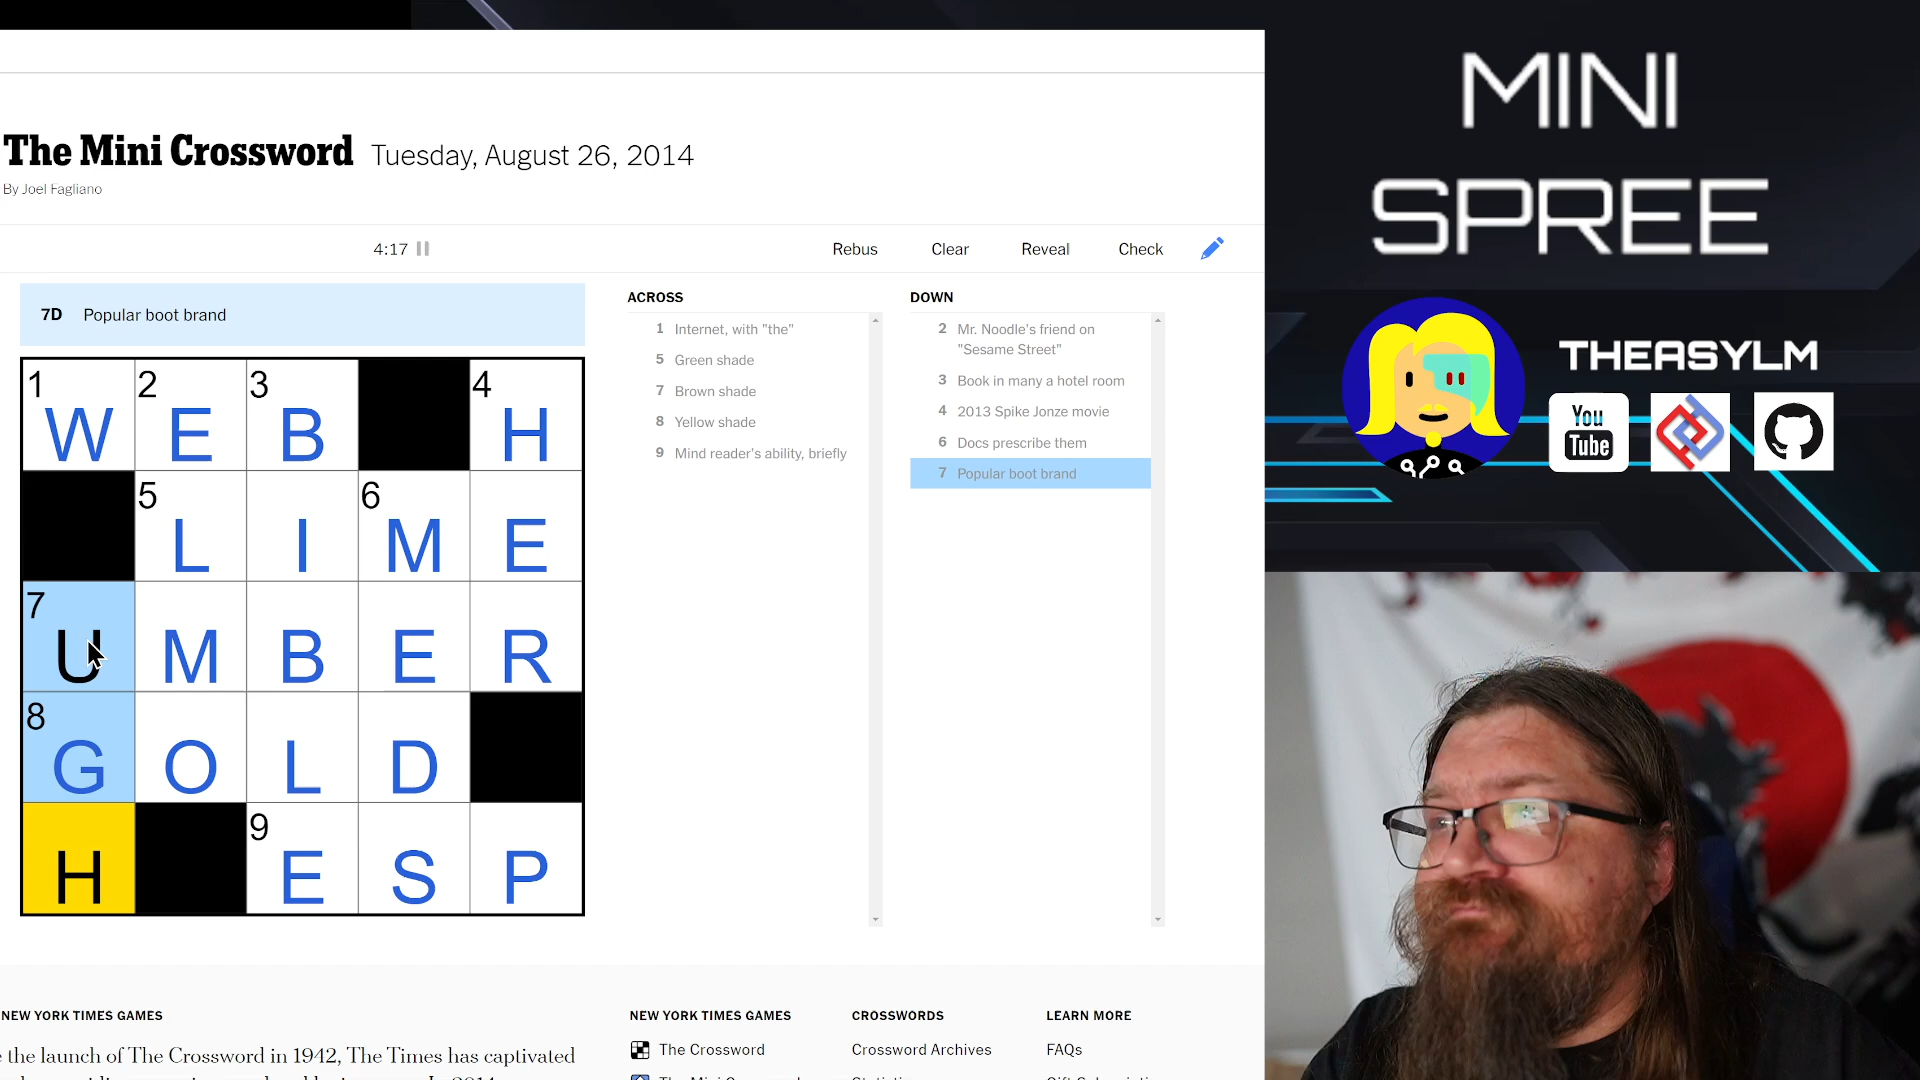 The Mini Crossword Tuesday, August 26, 2014
By Joel Fagliano
4:17
Rebus Clear Reveal Check
7D Popular boot brand
1 W 2 E 3 B 4 H
5 L I 6 M E
7 U M B E R
8 G O L D
H 9 E S P
ACROSS
1 Internet, with "the"
5 Green shade
7 Brown shade
8 Yellow shade
9 Mind reader's ability, briefly
DOWN
2 Mr. Noodle's friend on
"Sesame Street"
3 Book in many a hotel room
4 2013 Spike Jonze movie
6 Docs prescribe them
7 Popular boot brand
NEW YORK TIMES GAMES
the launch of The Crossword in 1942, The Times has captivated
NEW YORK TIMES GAMES
The Crossword
CROSSWORDS
Crossword Archives
LEARN MORE
FAQs
MINI
SPREE
THEASYLM
You
Tube